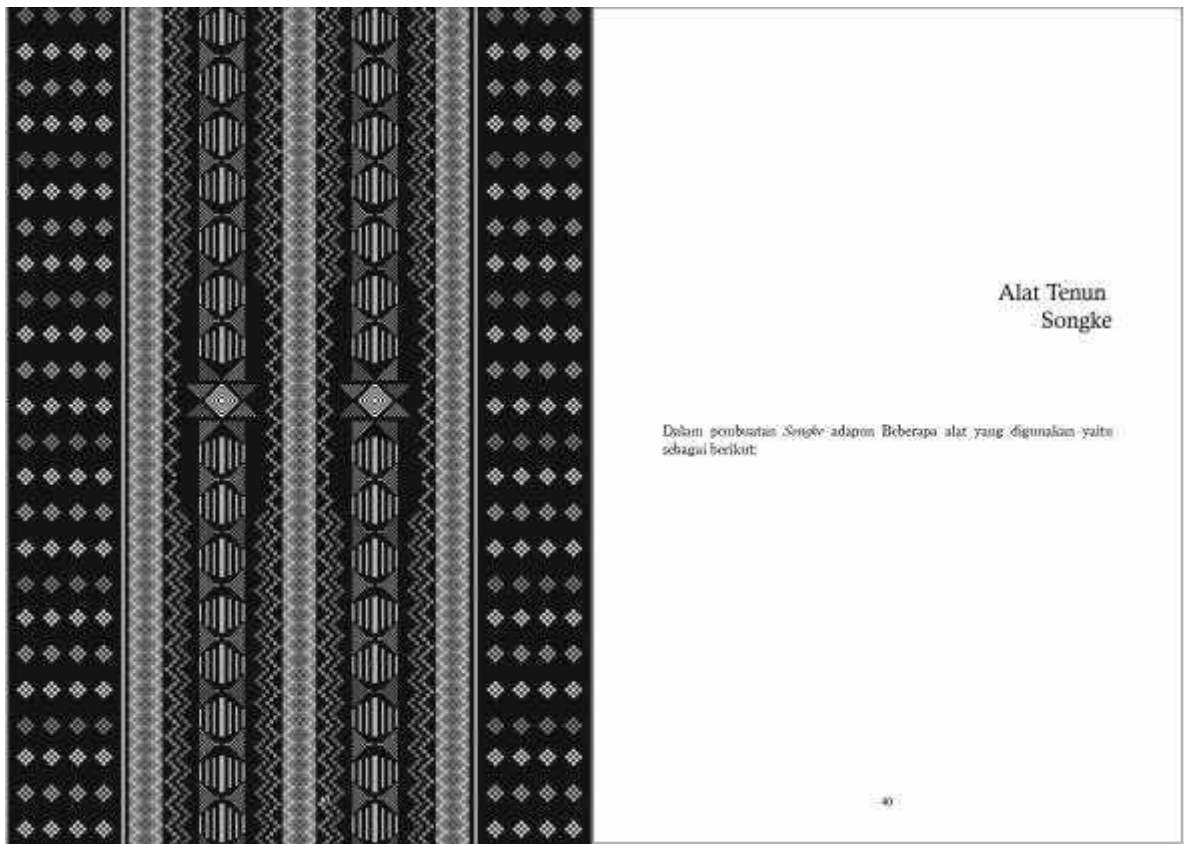 Alat Tenun
Songke
Dalam pembuatan Songke adapun Beberapa alat yang digunakan yaitu
sebagai berikut:
40